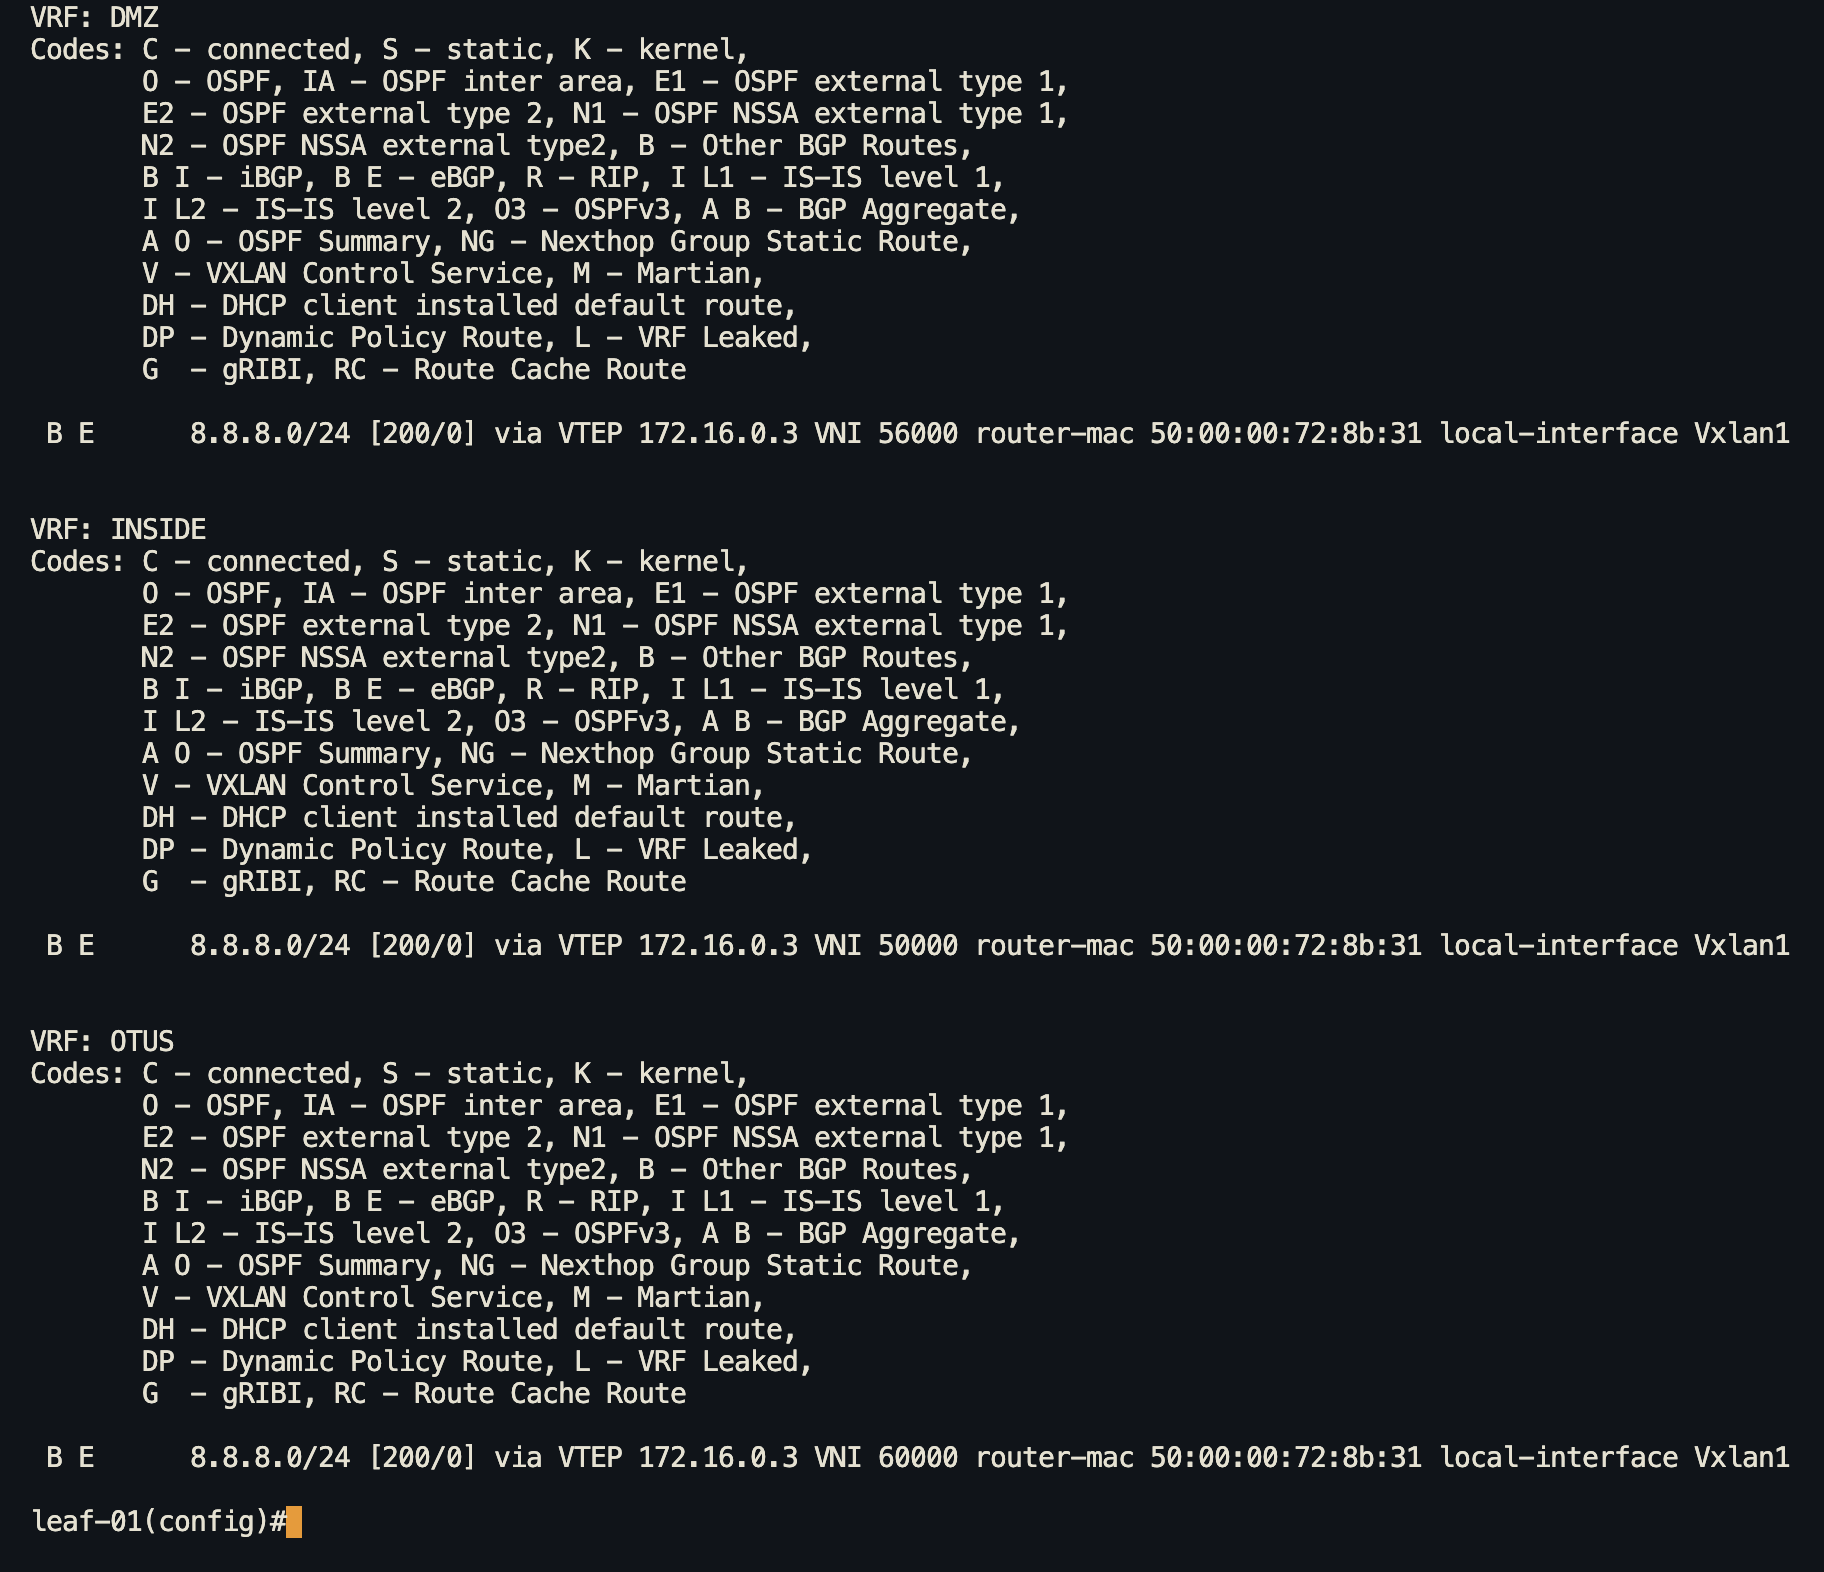 VRF: DMZ
Codes: C - connected, S - static, K - kernel,
       O - OSPF, IA - OSPF inter area, E1 - OSPF external type 1,
       E2 - OSPF external type 2, N1 - OSPF NSSA external type 1,
       N2 - OSPF NSSA external type2, B - Other BGP Routes,
       B I - iBGP, B E - eBGP, R - RIP, I L1 - IS-IS level 1,
       I L2 - IS-IS level 2, O3 - OSPFv3, A B - BGP Aggregate,
       A O - OSPF Summary, NG - Nexthop Group Static Route,
       V - VXLAN Control Service, M - Martian,
       DH - DHCP client installed default route,
       DP - Dynamic Policy Route, L - VRF Leaked,
       G  - gRIBI, RC - Route Cache Route
 B E      8.8.8.0/24 [200/0] via VTEP 172.16.0.3 VNI 56000 router-mac 50:00:00:72:8b:31 local-interface Vxlan1
VRF: INSIDE
Codes: C - connected, S - static, K - kernel,
       O - OSPF, IA - OSPF inter area, E1 - OSPF external type 1,
       E2 - OSPF external type 2, N1 - OSPF NSSA external type 1,
       N2 - OSPF NSSA external type2, B - Other BGP Routes,
       B I - iBGP, B E - eBGP, R - RIP, I L1 - IS-IS level 1,
       I L2 - IS-IS level 2, O3 - OSPFv3, A B - BGP Aggregate,
       A O - OSPF Summary, NG - Nexthop Group Static Route,
       V - VXLAN Control Service, M - Martian,
       DH - DHCP client installed default route,
       DP - Dynamic Policy Route, L - VRF Leaked,
       G  - gRIBI, RC - Route Cache Route
 B E      8.8.8.0/24 [200/0] via VTEP 172.16.0.3 VNI 50000 router-mac 50:00:00:72:8b:31 local-interface Vxlan1
VRF: OTUS
Codes: C - connected, S - static, K - kernel,
       O - OSPF, IA - OSPF inter area, E1 - OSPF external type 1,
       E2 - OSPF external type 2, N1 - OSPF NSSA external type 1,
       N2 - OSPF NSSA external type2, B - Other BGP Routes,
       B I - iBGP, B E - eBGP, R - RIP, I L1 - IS-IS level 1,
       I L2 - IS-IS level 2, O3 - OSPFv3, A B - BGP Aggregate,
       A O - OSPF Summary, NG - Nexthop Group Static Route,
       V - VXLAN Control Service, M - Martian,
       DH - DHCP client installed default route,
       DP - Dynamic Policy Route, L - VRF Leaked,
       G  - gRIBI, RC - Route Cache Route
 B E      8.8.8.0/24 [200/0] via VTEP 172.16.0.3 VNI 60000 router-mac 50:00:00:72:8b:31 local-interface Vxlan1
leaf-01(config)#